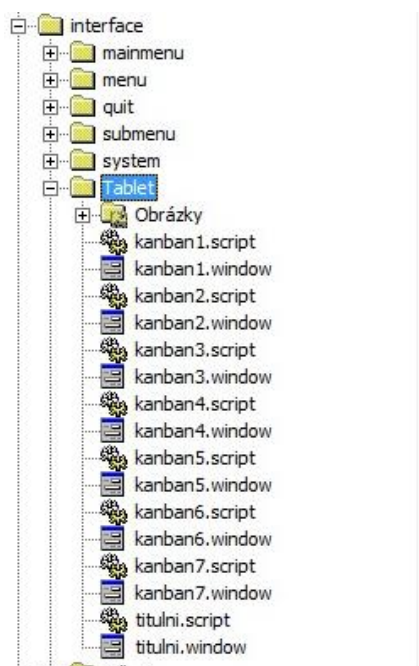 interface
mainmenu
menu
quit
submenu
system
Tablet
Obrázky
kanban1.script
kanban1.window
kanban2.script
kanban2.window
kanban3.script
kanban3.window
kanban4.script
kanban4.window
kanban5.script
kanban5.window
kanban6.script
kanban6.window
kanban7.script
kanban7.window
titulni.script
titulni.window